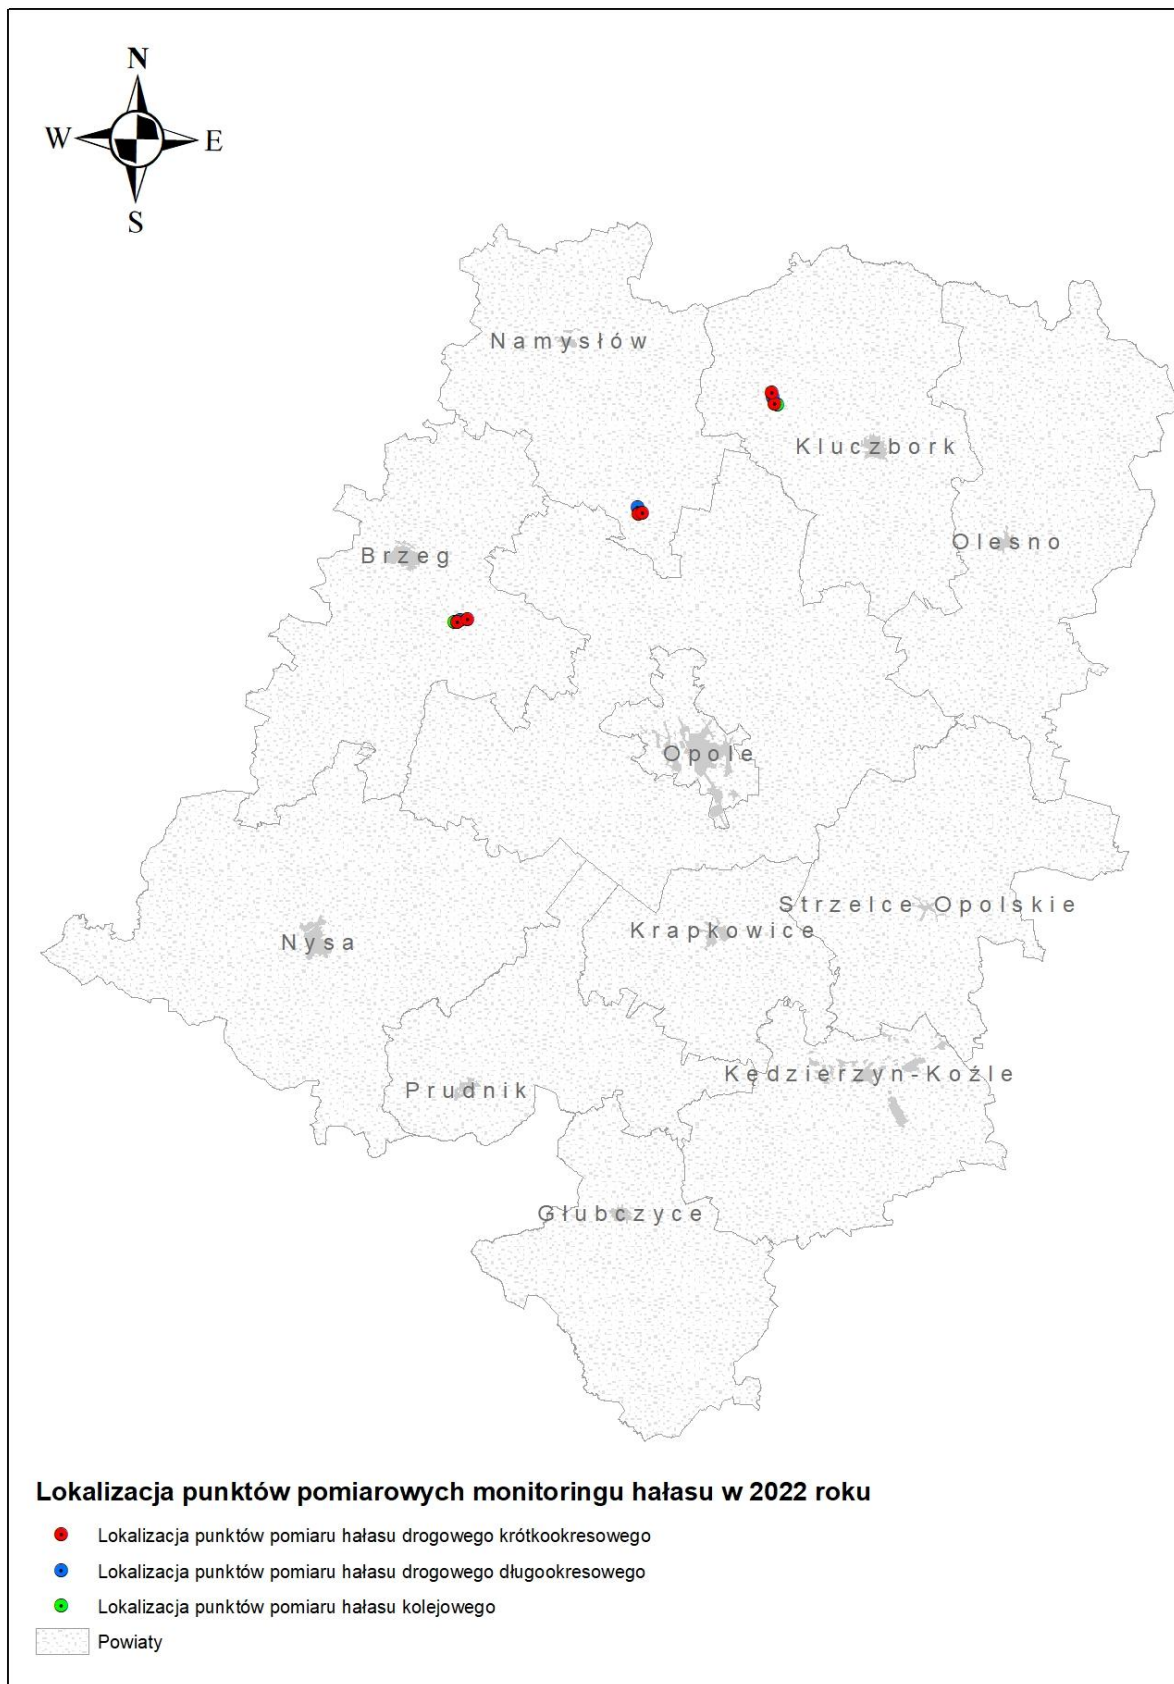 N
W E
S
Namysłów
Kluczbork
Olesno
Brzeg
Opole
Strzelce Opolskie
Krapkowice
Nysa
Kędzierzyn-Koźle
Prudnik
Głubczyce
Lokalizacja punktów pomiarowych monitoringu hałasu w 2022 roku
Lokalizacja punktów pomiaru hałasu drogowego krótkookresowego
Lokalizacja punktów pomiaru hałasu drogowego długookresowego
Lokalizacja punktów pomiaru hałasu kolejowego
Powiaty